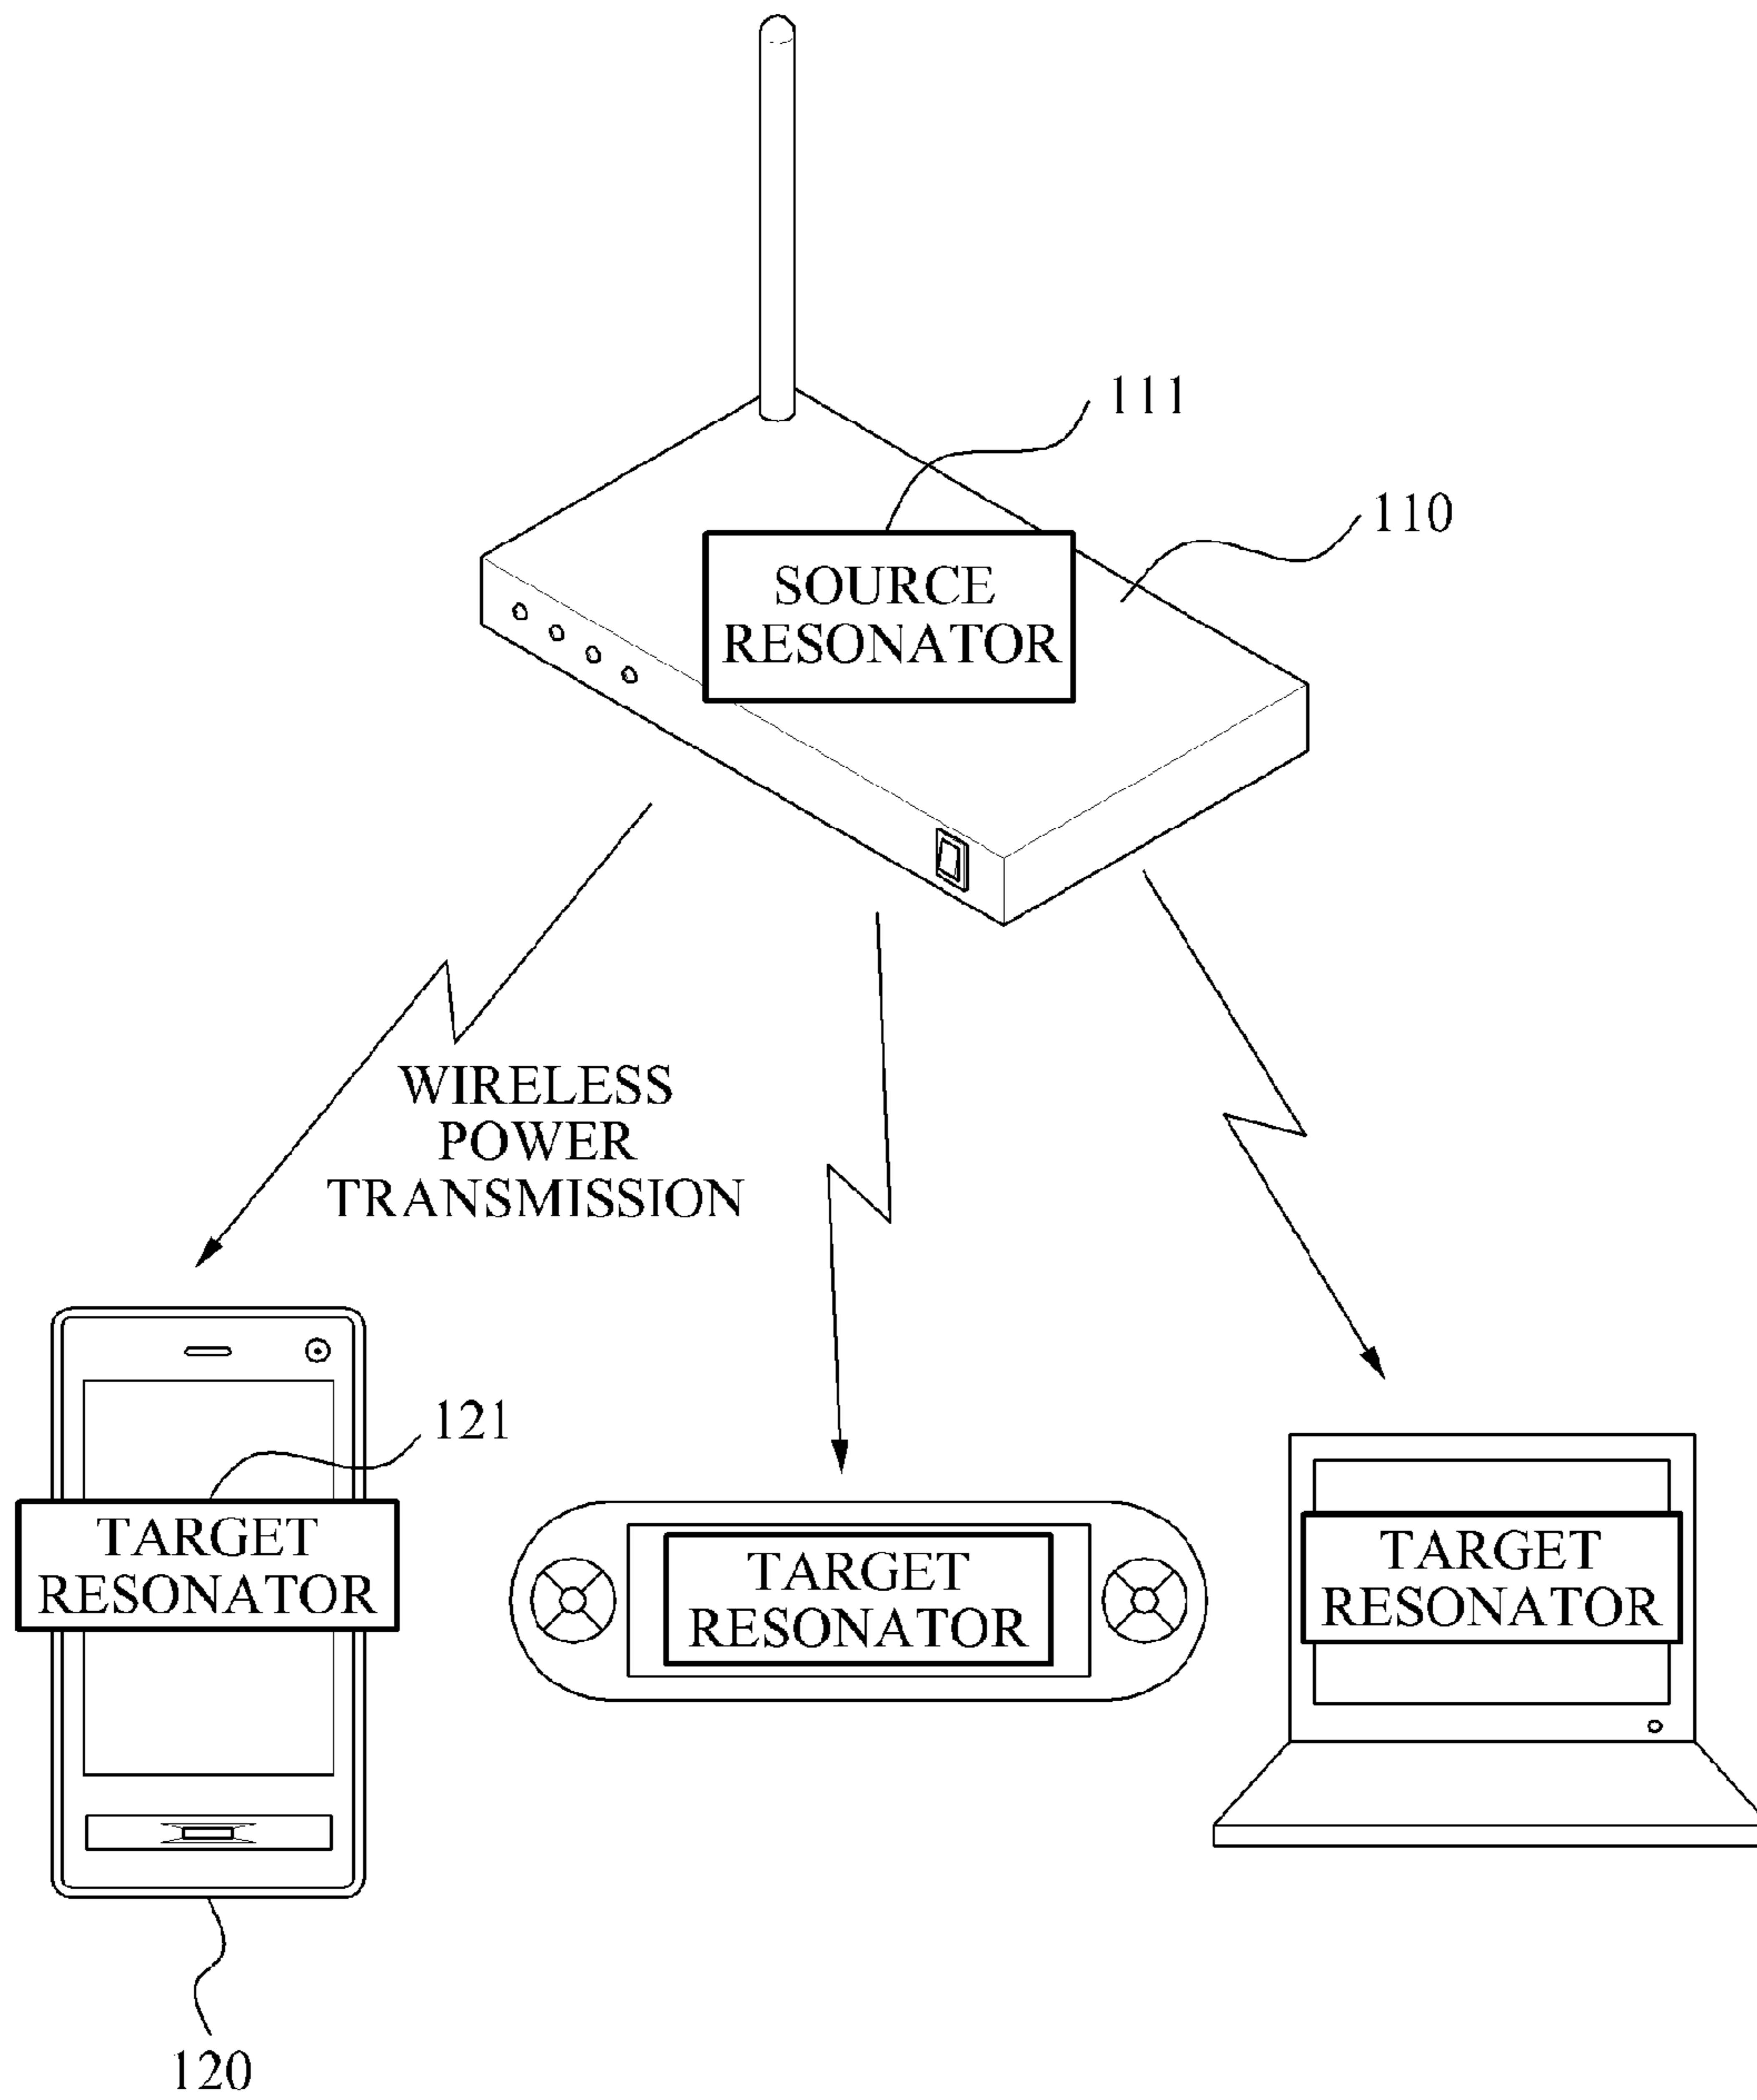 111
110
SOURCE
RESONATOR
WIRELESS
POWER
TRANSMISSION
121
TARGET
RESONATOR
TARGET
RESONATOR
TARGET
RESONATOR
120